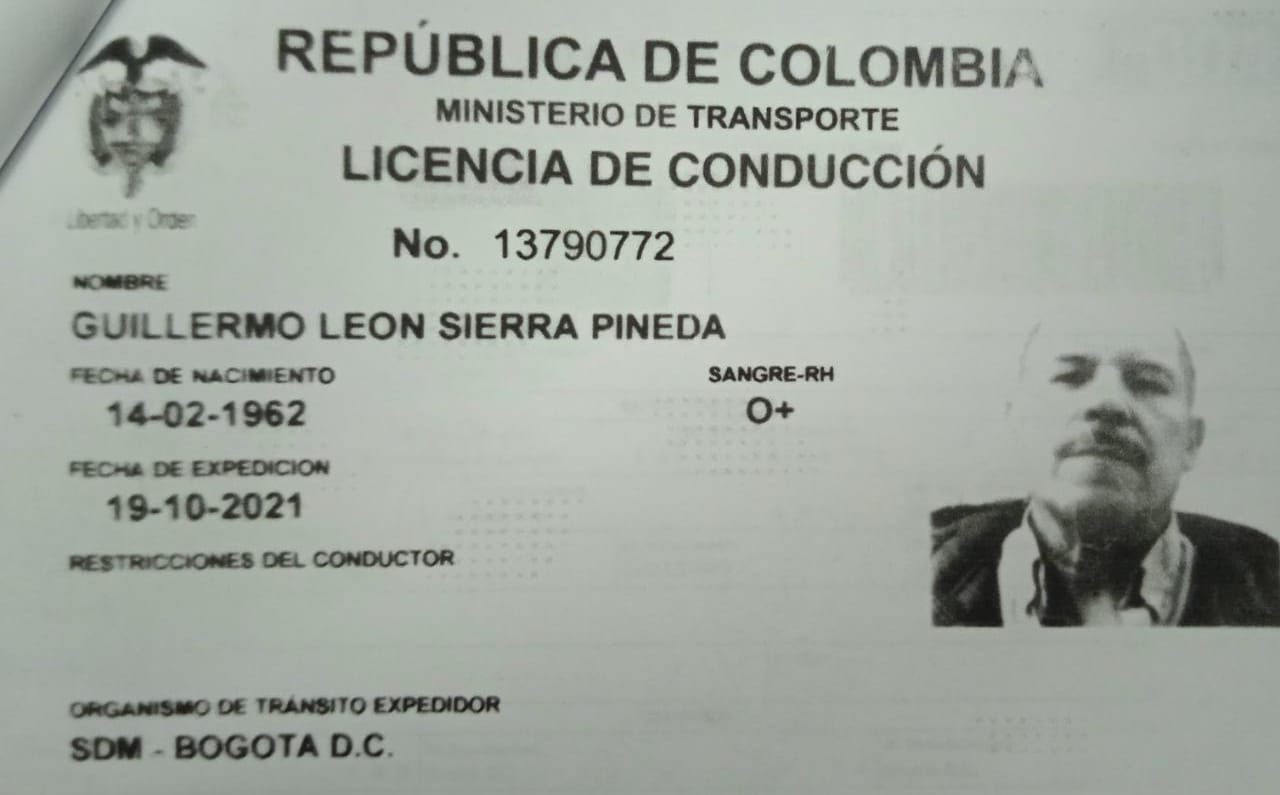 REPÚBLICA DE COLOMBIA
MINISTERIO DE TRANSPORTE
LICENCIA DE CONDUCCIÓN
Libertad y Orden
No. 13790772
NOMBRE
GUILLERMO LEON SIERRA PINEDA
FECHA DE NACIMIENTO
SANGRE-RH
14-02-1962
O+
FECHA DE EXPEDICION
19-10-2021
RESTRICCIONES DEL CONDUCTOR
ORGANISMO DE TRÁNSITO EXPEDIDOR
SDM - BOGOTA D.C.